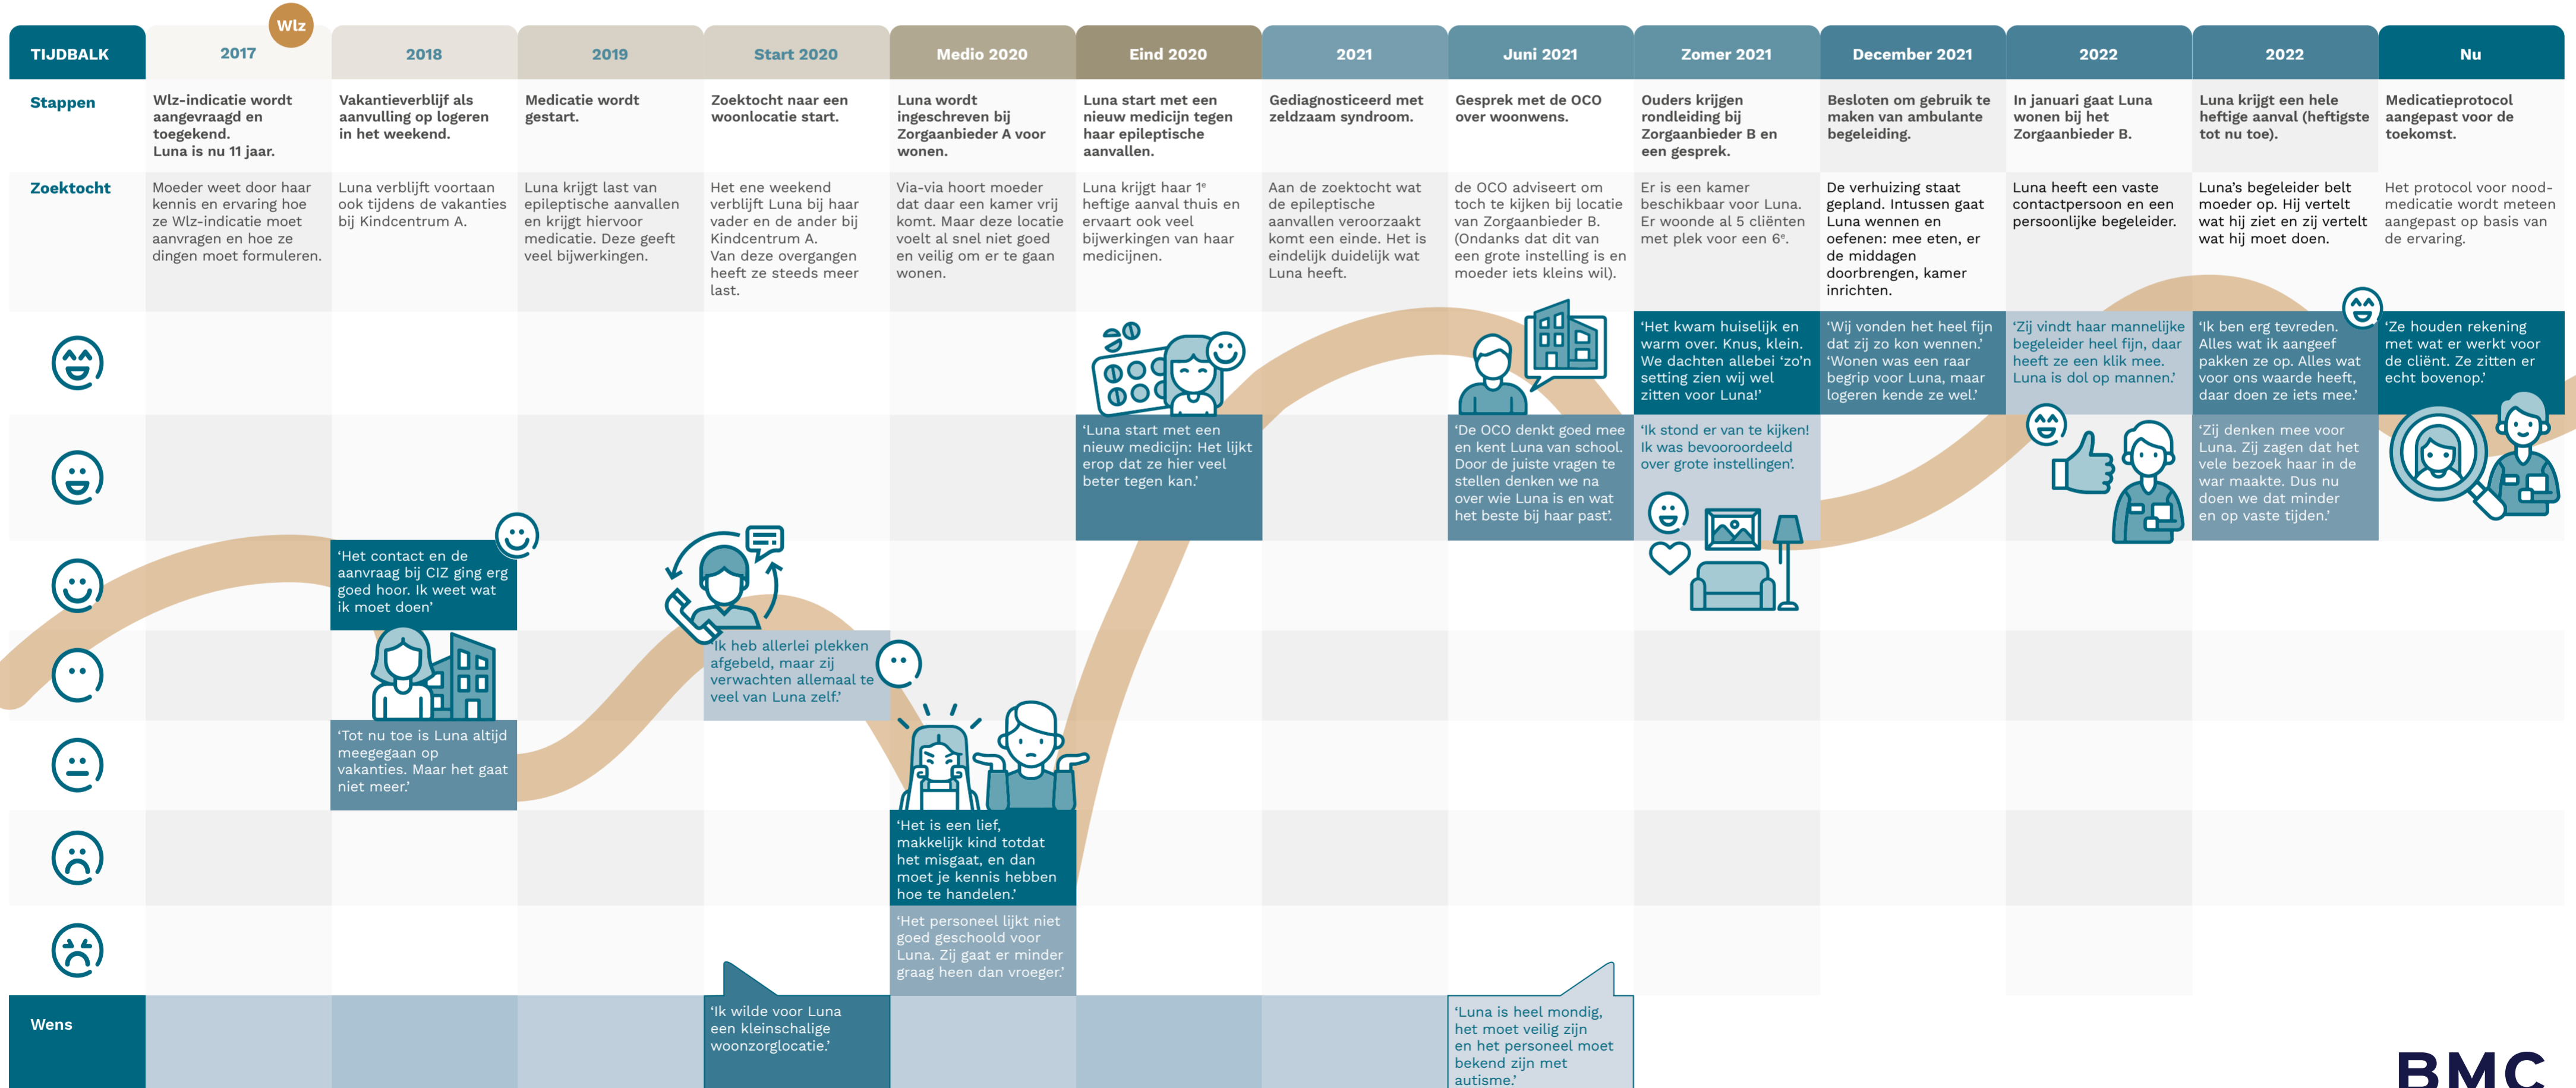 Wlz
TIJDBALK
2017
2018
2019
Start 2020
Medio 2020
Eind 2020
2021
Juni 2021
Zomer 2021
December 2021
2022
2022
Nu
Stappen
Wlz-indicatie wordt
aangevraagd en
toegekend.
Luna is nu 11 jaar.
Vakantieverblijf als
aanvulling op logeren
in het weekend.
Medicatie wordt
gestart.
Zoektocht naar een
woonlocatie start.
Luna wordt
ingeschreven bij
Zorgaanbieder A voor
wonen.
Luna start met een
nieuw medicijn tegen
haar epileptische
aanvallen.
Gediagnosticeerd met
zeldzaam syndroom.
Gesprek met de OCO
over woonwens.
Ouders krijgen
rondleiding bij
Zorgaanbieder B en
een gesprek.
Besloten om gebruik te
maken van ambulante
begeleiding.
In januari gaat Luna
wonen bij het
Zorgaanbieder B.
Luna krijgt een hele
heftige aanval (heftigste
tot nu toe).
Medicatieprotocol
aangepast voor de
toekomst.
Zoektocht
Moeder weet door haar
kennis en ervaring hoe
ze Wlz-indicatie moet
aanvragen en hoe ze
dingen moet formuleren.
Luna verblijft voortaan
ook tijdens de vakanties
bij Kindcentrum A.
Luna krijgt last van
epileptische aanvallen
en krijgt hiervoor
medicatie. Deze geeft
veel bijwerkingen.
Het ene weekend
verblijft Luna bij haar
vader en de ander bij
Kindcentrum A.
Van deze overgangen
heeft ze steeds meer
last.
Via-via hoort moeder
dat daar een kamer vrij
komt. Maar deze locatie
voelt al snel niet goed
en veilig om er te gaan
wonen.
Luna krijgt haar 1e
heftige aanval thuis en
ervaart ook veel
bijwerkingen van haar
medicijnen.
Aan de zoektocht wat
de epileptische
aanvallen veroorzaakt
komt een einde. Het is
eindelijk duidelijk wat
Luna heeft.
de OCO adviseert om
toch te kijken bij locatie
van Zorgaanbieder B.
(Ondanks dat dit van
een grote instelling is en
moeder iets kleins wil).
Er is een kamer
beschikbaar voor Luna.
Er woonde al 5 cliënten
met plek voor een 6e.
De verhuizing staat
gepland. Intussen gaat
Luna wennen en
oefenen: mee eten, er
de middagen
doorbrengen, kamer
inrichten.
Luna heeft een vaste
contactpersoon en een
persoonlijke begeleider.
Luna's begeleider belt
moeder op. Hij vertelt
wat hij ziet en zij vertelt
wat hij moet doen.
Het protocol voor nood-
medicatie wordt meteen
aangepast op basis van
de ervaring.
'Het kwam huiselijk en
warm over. Knus, klein.
We dachten allebei 'zo'n
setting zien wij wel
zitten voor Luna!'
'Wij vonden het heel fijn
dat zij zo kon wennen.'
'Wonen was een raar
begrip voor Luna, maar
logeren kende ze wel.'
'Zij vindt haar mannelijke
begeleider heel fijn, daar
heeft ze een klik mee.
Luna is dol op mannen.'
'Ik ben erg tevreden.
Alles wat ik aangeef
pakken ze op. Alles wat
voor ons waarde heeft,
daar doen ze iets mee.'
'Ze houden rekening
met wat er werkt voor
de cliënt. Ze zitten er
echt bovenop.'
'Luna start met een
nieuw medicijn: Het lijkt
erop dat ze hier veel
beter tegen kan.'
'De OCO denkt goed mee
en kent Luna van school.
Door de juiste vragen te
stellen denken we na
over wie Luna is en wat
het beste bij haar past'.
'Ik stond er van te kijken!
Ik was bevooroordeeld
over grote instellingen'.
'Zij denken mee voor
Luna. Zij zagen dat het
vele bezoek haar in de
war maakte. Dus nu
doen we dat minder
en op vaste tijden.'
'Het contact en de
aanvraag bij CIZ ging erg
goed hoor. Ik weet wat
ik moet doen'
'Ik heb allerlei plekken
afgebeld, maar zij
verwachten allemaal te
veel van Luna zelf.'
'Tot nu toe is Luna altijd
meegegaan op
vakanties. Maar het gaat
niet meer.'
'Het is een lief,
makkelijk kind totdat
het misgaat, en dan
moet je kennis hebben
hoe te handelen.'
'Het personeel lijkt niet
goed geschoold voor
Luna. Zij gaat er minder
graag heen dan vroeger.'
Wens
'Ik wilde voor Luna
een kleinschalige
woonzorglocatie.'
'Luna is heel mondig,
het moet veilig zijn
en het personeel moet
bekend zijn met
autisme.'
BMC